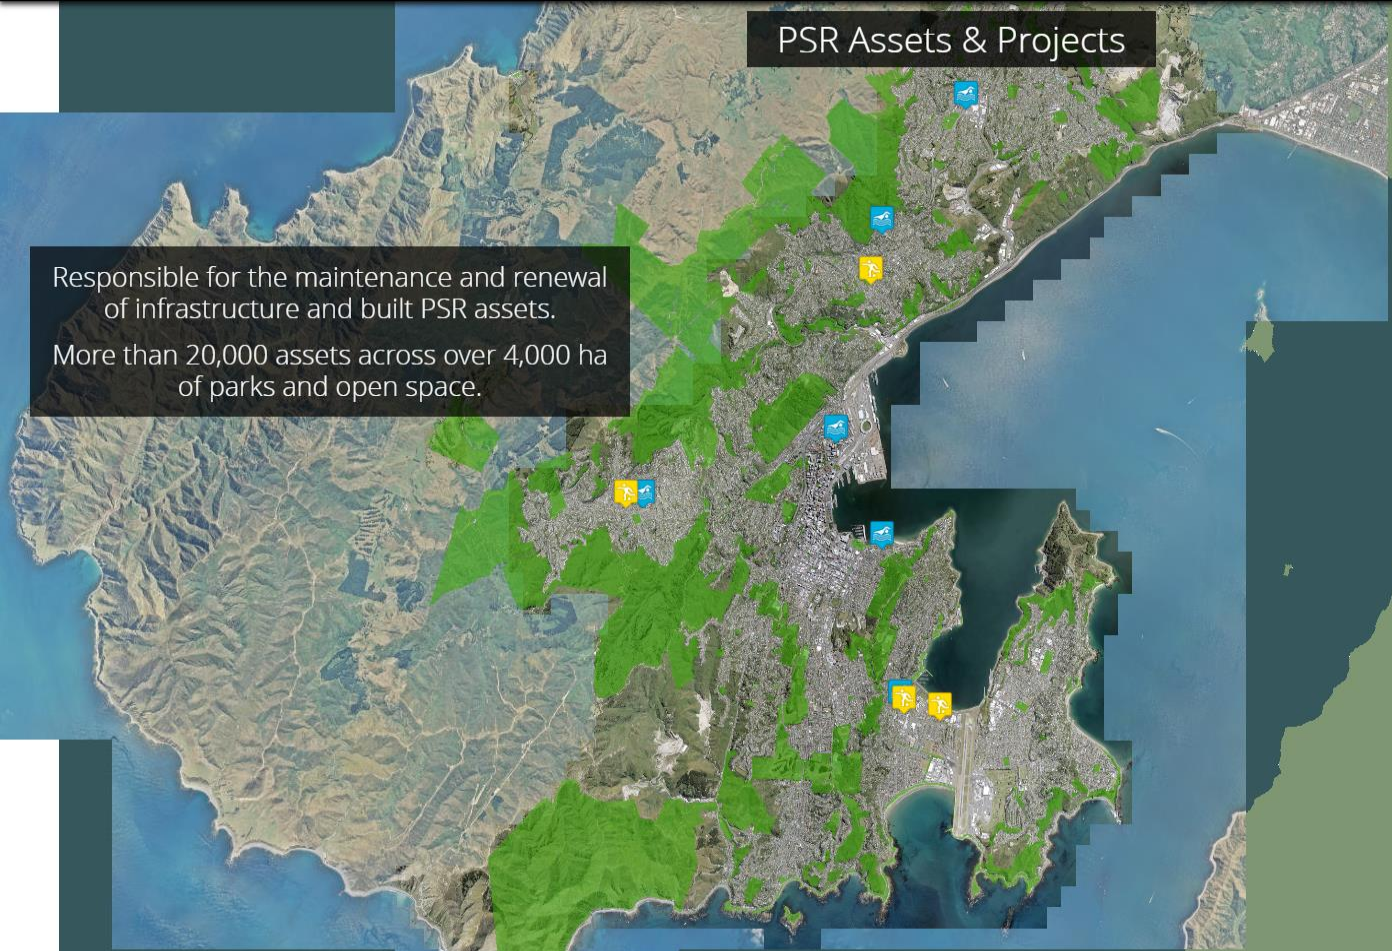 PSR Assets & Projects
Responsible for the maintenance and renewal
of infrastructure and built PSR assets.
More than 20,000 assets across over 4,000 ha
of parks and open space.